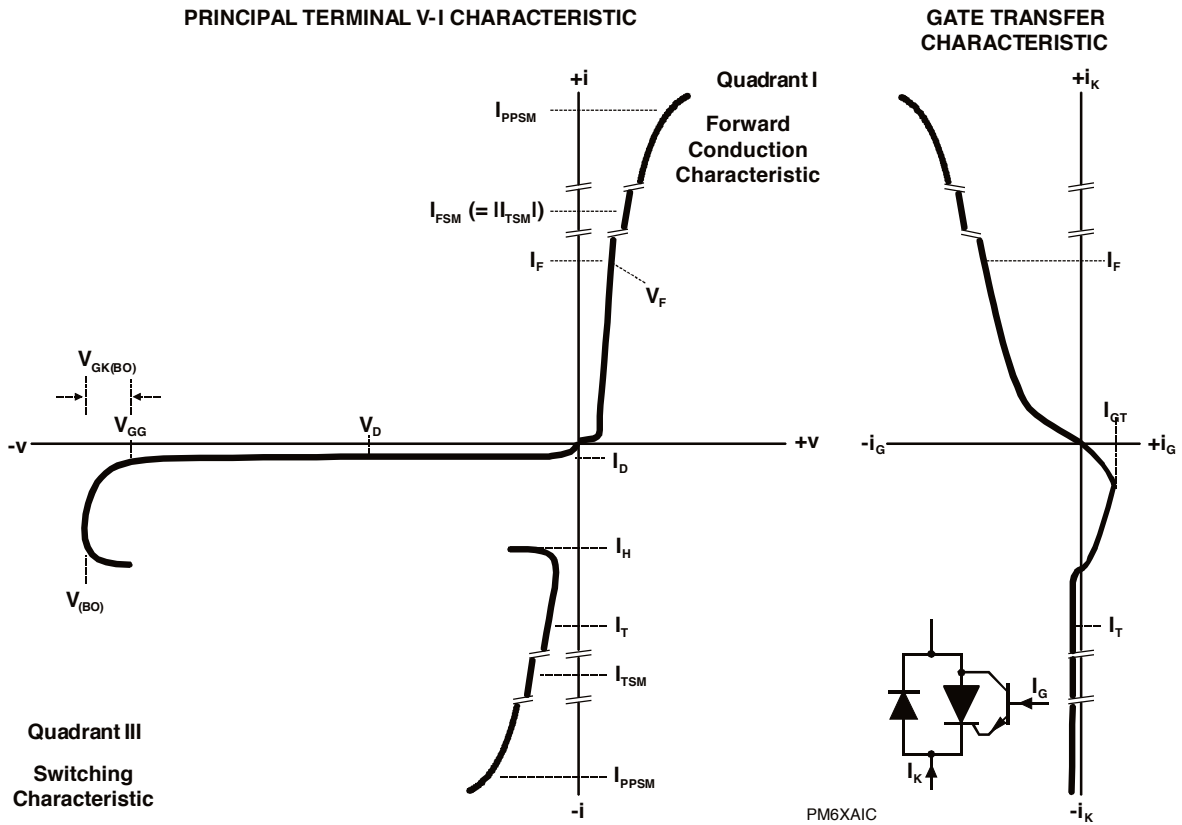 PRINCIPAL TERMINAL V-I CHARACTERISTIC
GATE TRANSFER
CHARACTERISTIC
+i
Quadrant I
IPPSM
Forward
Conduction
Characteristic
IFSM (= |ITSM|)
IF
VF
VGK(BO)
VGG
VD
-v
+v
ID
IH
V(BO)
IT
ITSM
Quadrant III
Switching
Characteristic
IPPSM
-i
+iK
IF
IGT
-iG
+iG
IT
IG
IK
PM6XAIC
-iK